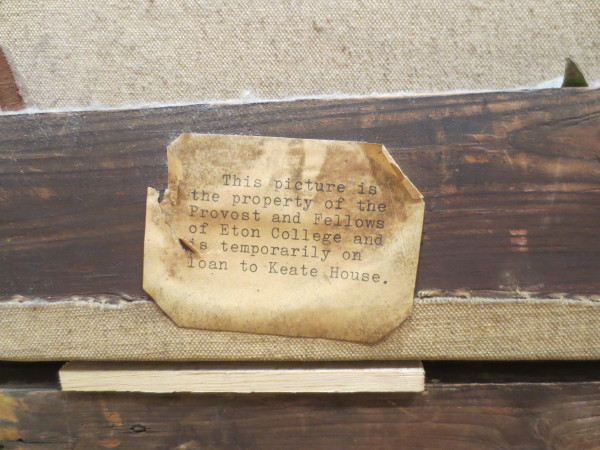 This picture is
the property of the
Provost and Fellows
of Eton College and
is temporarily on
loan to Keate House.